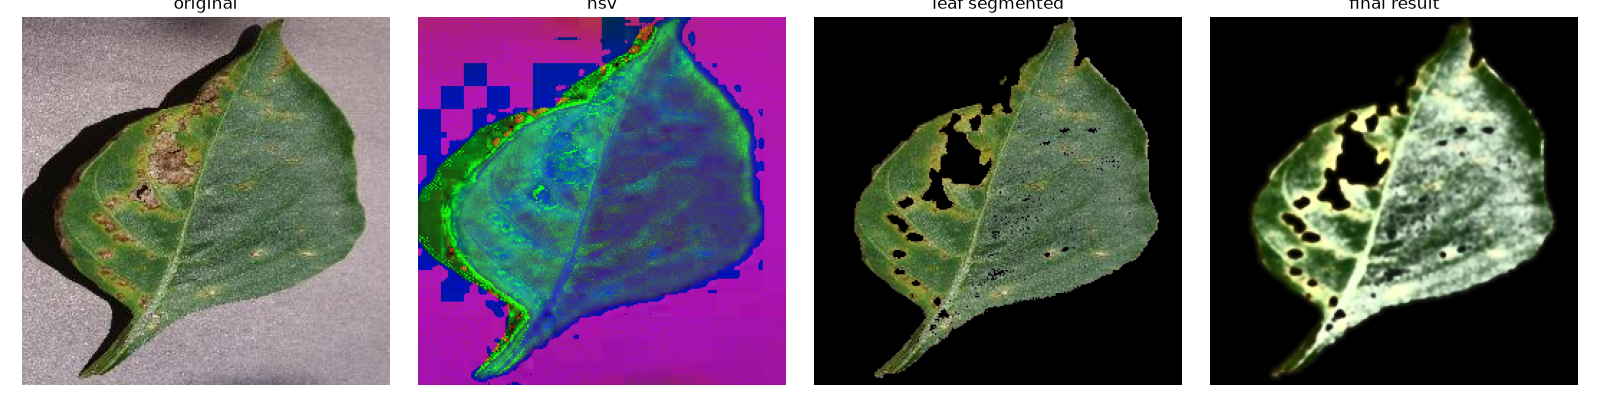 original
hsv
leaf segmented
final result